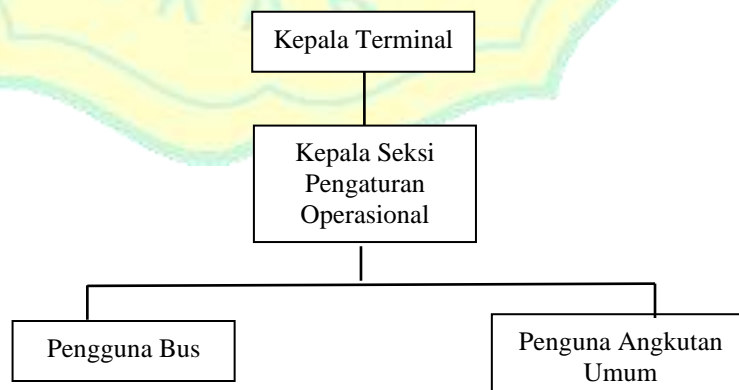 Kepala Terminal
Kepala Seksi
Pengaturan
Operasional
Pengguna Bus
Penguna Angkutan
Umum